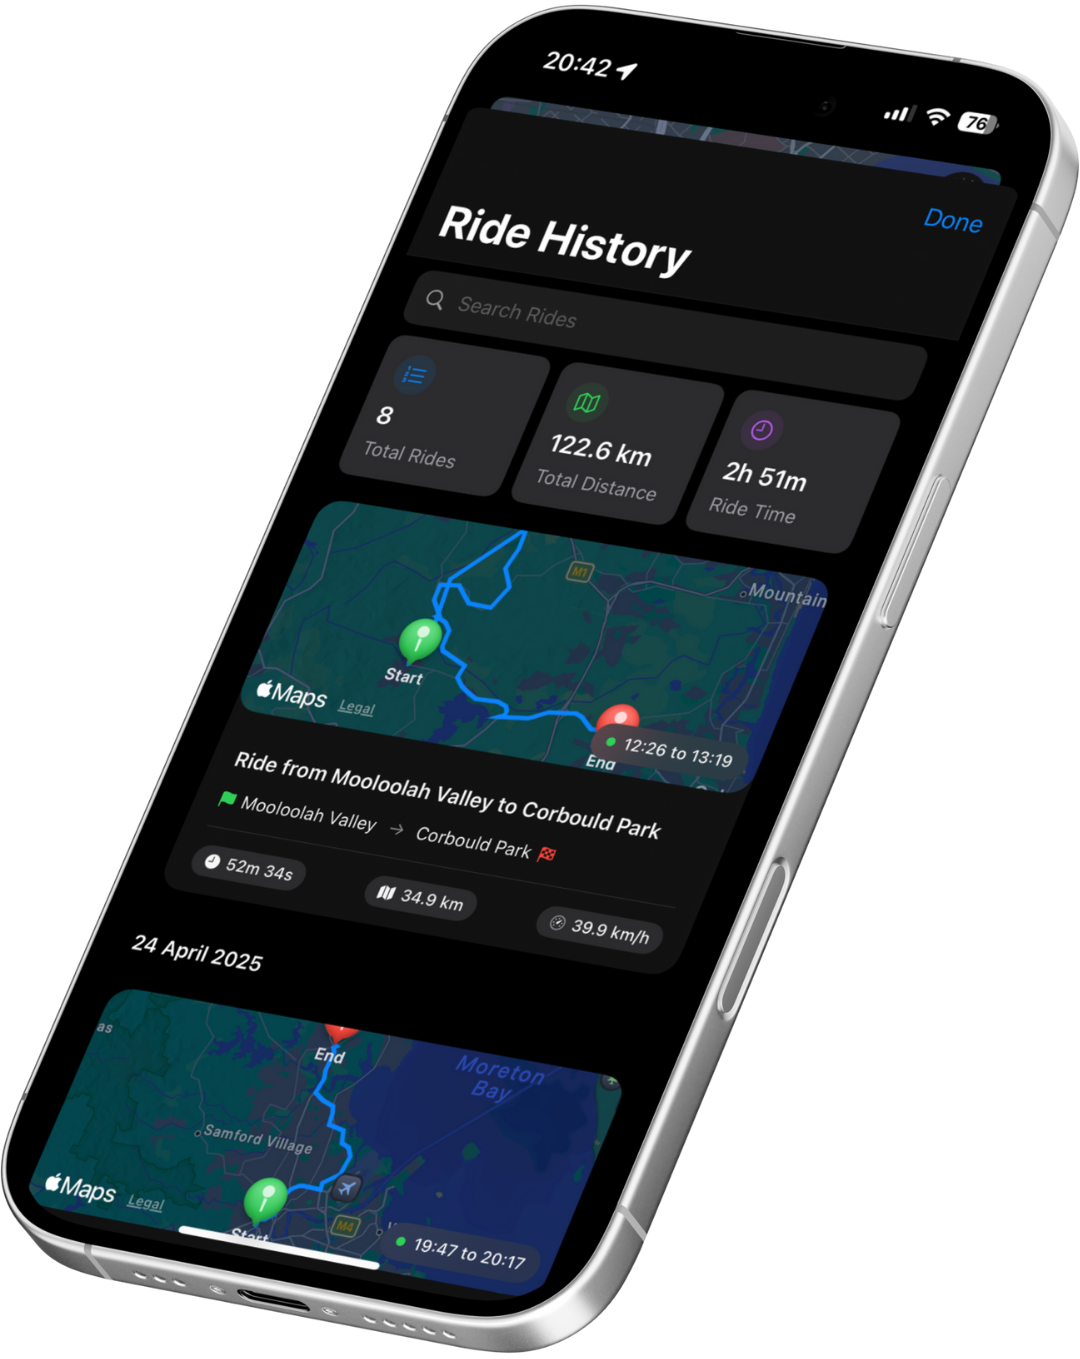 20:42
76
Done
Ride History
Search Rides
8
Total Rides
122.6 km
Total Distance
2h 51m
Ride Time
M1
Mountain
Start
Maps Legal
End
12:26 to 13:19
Ride from Mooloolah Valley to Corbould Park
Mooloolah Valley → Corbould Park
52m 34s
34.9 km
39.9 km/h
24 April 2025
as
End
Moreton
Bay
Samford Village
Maps Legal
Start
M4
19:47 to 20:17